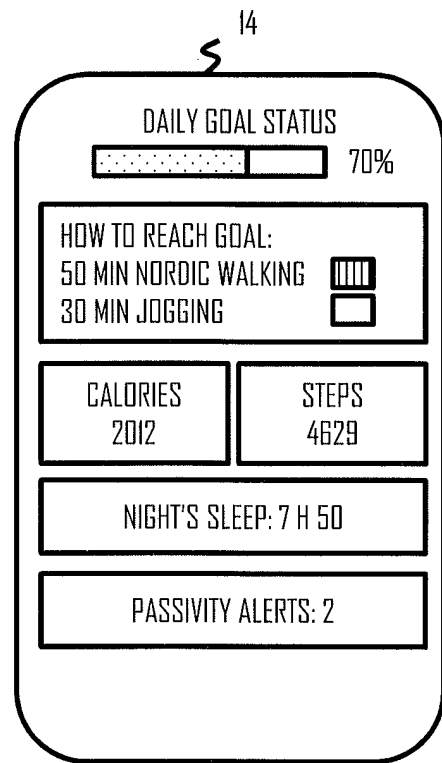 14
DAILY GOAL STATUS
70%
HOW TO REACH GOAL:
50 MIN NORDIC WALKING
30 MIN JOGGING
CALORIES
2012
STEPS
4629
NIGHT'S SLEEP: 7 H 50
PASSIVITY ALERTS: 2